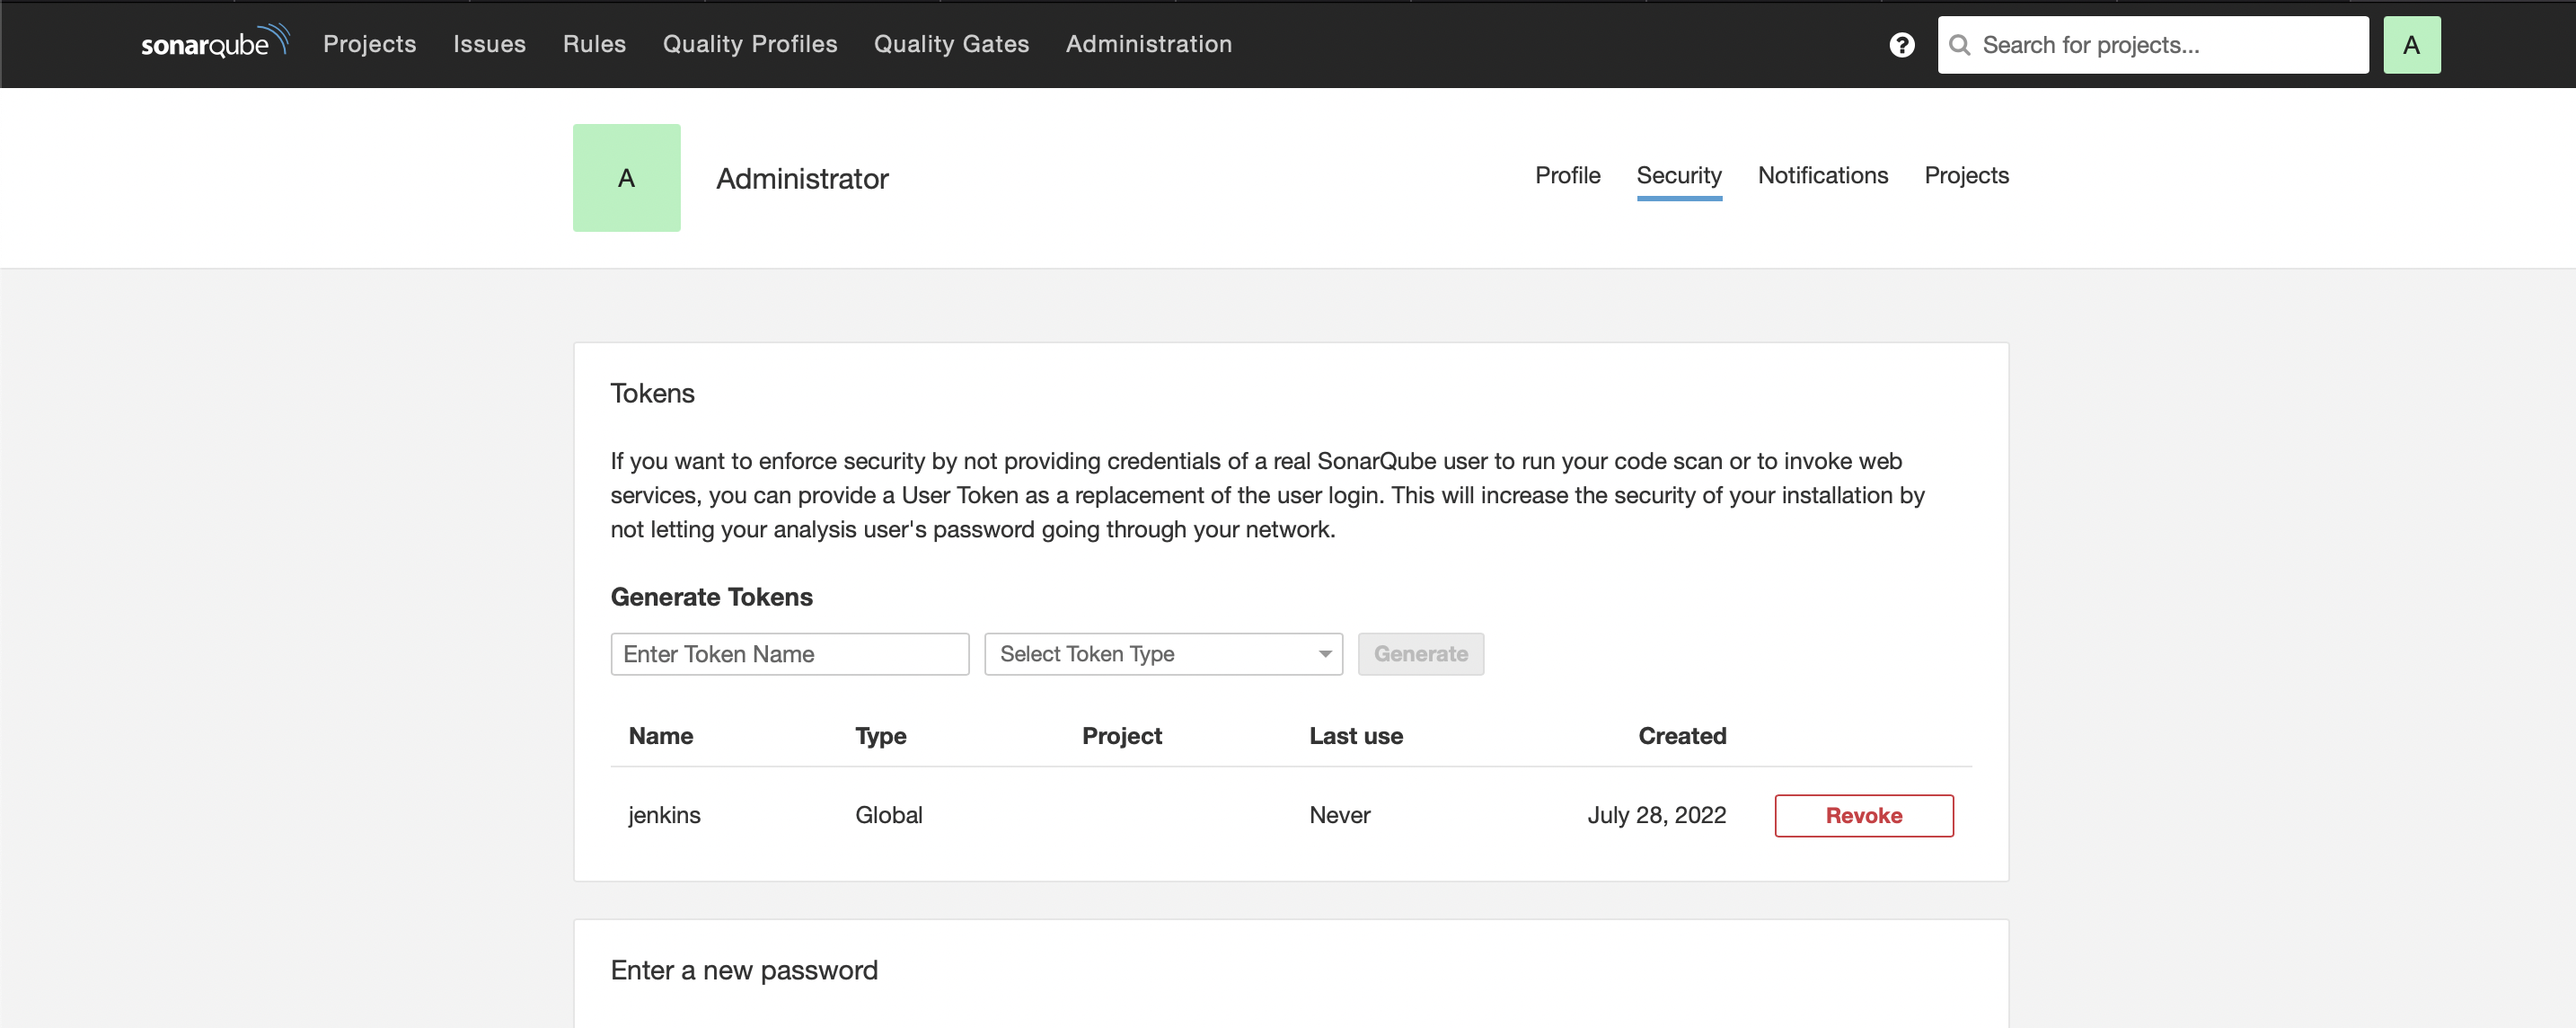 sonarqube Projects Issues Rules Quality Profiles Quality Gates Administration ? Search for projects... A
A Administrator Profile Security Notifications Projects
Tokens
If you want to enforce security by not providing credentials of a real SonarQube user to run your code scan or to invoke web
services, you can provide a User Token as a replacement of the user login. This will increase the security of your installation by
not letting your analysis user's password going through your network.
Generate Tokens
Enter Token Name Select Token Type Generate
Name Type Project Last use Created
jenkins Global Never July 28, 2022 Revoke
Enter a new password